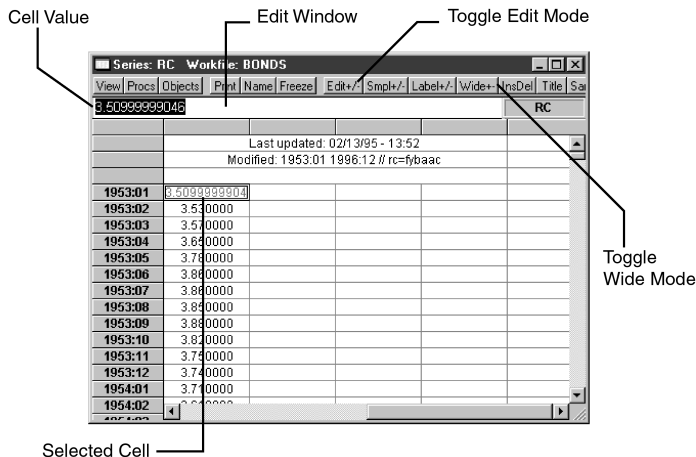 Cell Value
Edit Window
Toggle Edit Mode
Series: RC Workfile: BONDS
View Procs Objects Print Name Freeze Edit+/- Smpl+/- Label+/- Wide+- InsDel Title Sa
3.50999999046
RC
Last updated: 02/13/95 - 13:52
Modified: 1953:01 1996:12 // rc=fybaac
1953:01 3.5099999904
1953:02 3.530000
1953:03 3.570000
1953:04 3.650000
1953:05 3.780000
1953:06 3.860000
1953:07 3.860000
1953:08 3.850000
1953:09 3.880000
1953:10 3.820000
1953:11 3.750000
1953:12 3.740000
1954:01 3.710000
1954:02
Toggle
Wide Mode
Selected Cell